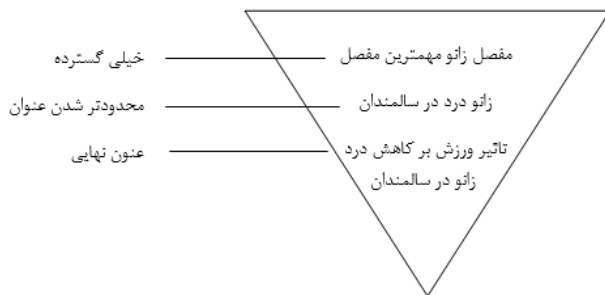 مفصل زانو مهمترین مفصل
خیلی گسترده
زانو درد در سالمندان
محدودتر شدن عنوان
تاثیر ورزش بر کاهش درد
زانو در سالمندان
عنون نهایی